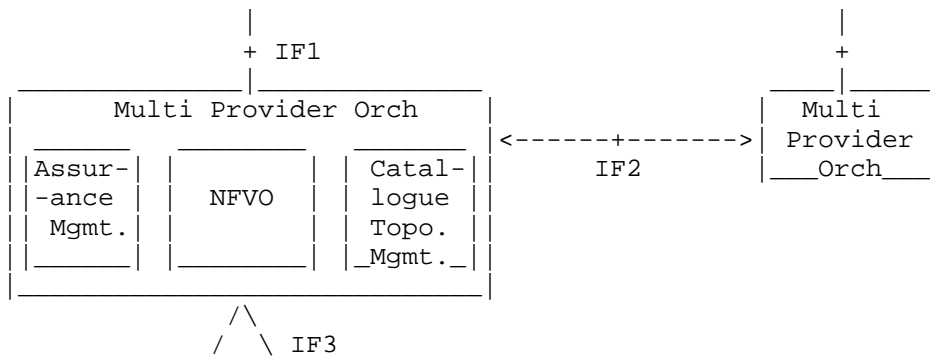 + IF1 +
Multi Provider Orch Multi
<------+-------> Provider
Assur- Catal- IF2 Orch
-ance NFVO logue
Mgmt. Topo.
Mgmt.
IF3